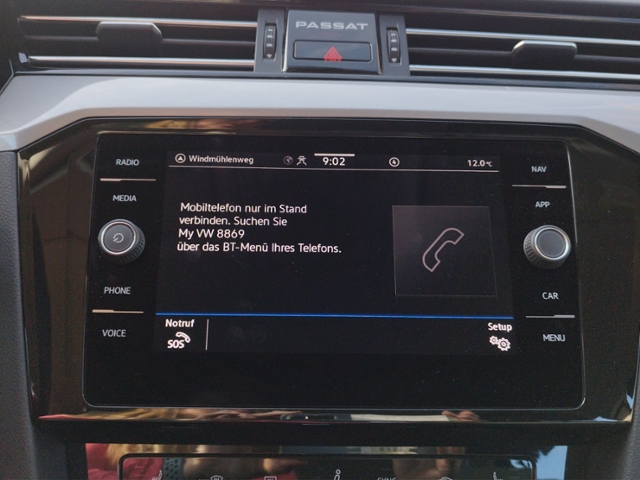 PASSAT
RADIO
MEDIA
PHONE
VOICE
Windmühlenweg
9:02
12.0°C
Mobiltelefon nur im Stand
verbinden. Suchen Sie
My VW 8869
über das BT-Menü Ihres Telefons.
Notruf
SOS
Setup
NAV
APP
CAR
MENU